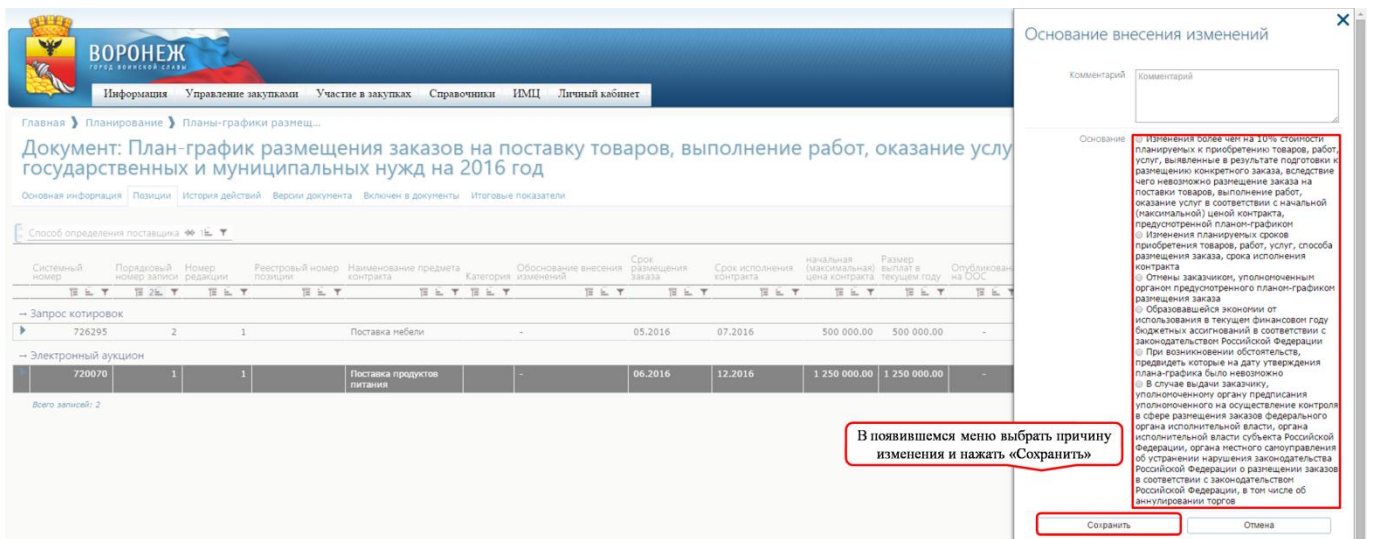 ВОРОНЕЖ
ГОРОД ВОИНСКОЙ СЛАВЫ
Информация Управление закупками Участие в закупках Справочники ИМЦ Личный кабинет
Главная ❯ Планирование ❯ Планы-графики размещ...
Документ: План-график размещения заказов на поставку товаров, выполнение работ, оказание услу
государственных и муниципальных нужд на 2016 год
Основная информация Позиции История действий Версии документа Включен в документы Итоговые показатели
Способ определения поставщика
Системный номер
Порядковый номер записи
Номер редакции
Реестровый номер позиции
Наименование предмета контракта
Категория
Обоснование внесения изменений
Срок размещения заказа
Срок исполнения контракта
начальная (максимальная) цена контракта
Размер выплат в текущем году
Опубликован на ООС
→ Запрос котировок
726295 2 1 Поставка мебели - 05.2016 07.2016 500 000.00 500 000.00 -
→ Электронный аукцион
720070 1 1 Поставка продуктов питания - 06.2016 12.2016 1 250 000.00 1 250 000.00 -
Всего записей: 2
В появившемся меню выбрать причину
изменения и нажать «Сохранить»
Основание внесения изменений
Комментарий Комментарий
Основание
Изменения более чем на 10% стоимости
планируемых к приобретению товаров, работ,
услуг, выявленные в результате подготовки к
размещению конкретного заказа, вследствие
чего невозможно размещение заказа на
поставки товаров, выполнение работ,
оказание услуг в соответствии с начальной
(максимальной) ценой контракта,
предусмотренной планом-графиком
Изменения планируемых сроков
приобретения товаров, работ, услуг, способа
размещения заказа, срока исполнения
контракта
Отмены заказчиком, уполномоченным
органом предусмотренного планом-графиком
размещения заказа
Образовавшейся экономии от
использования в текущем финансовом году
бюджетных ассигнований в соответствии с
законодательством Российской Федерации
При возникновении обстоятельств,
предвидеть которые на дату утверждения
плана-графика было невозможно
В случае выдачи заказчику,
уполномоченному органу предписания
уполномоченного на осуществление контроля
в сфере размещения заказов федерального
органа исполнительной власти, органа
исполнительной власти субъекта Российской
Федерации, органа местного самоуправления
об устранении нарушения законодательства
Российской Федерации о размещении заказов
в соответствии с законодательством
Российской Федерации, в том числе об
аннулировании торгов
Сохранить Отмена